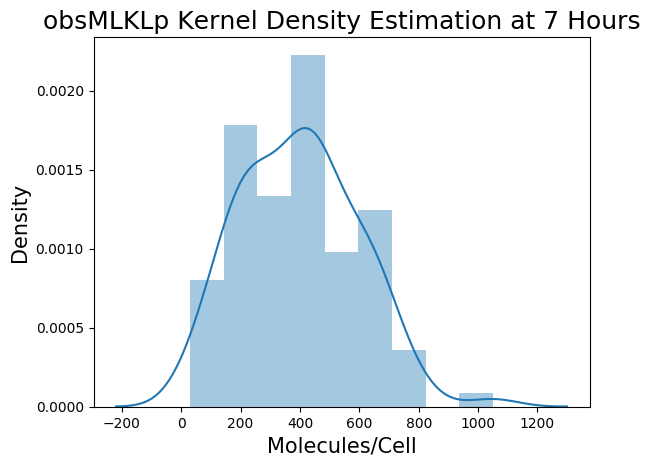 obsMLKLp Kernel Density Estimation at 7 Hours
0.0020
0.0015
0.0010
0.0005
0.0000
Density
−200 0 200 400 600 800 1000 1200
Molecules/Cell